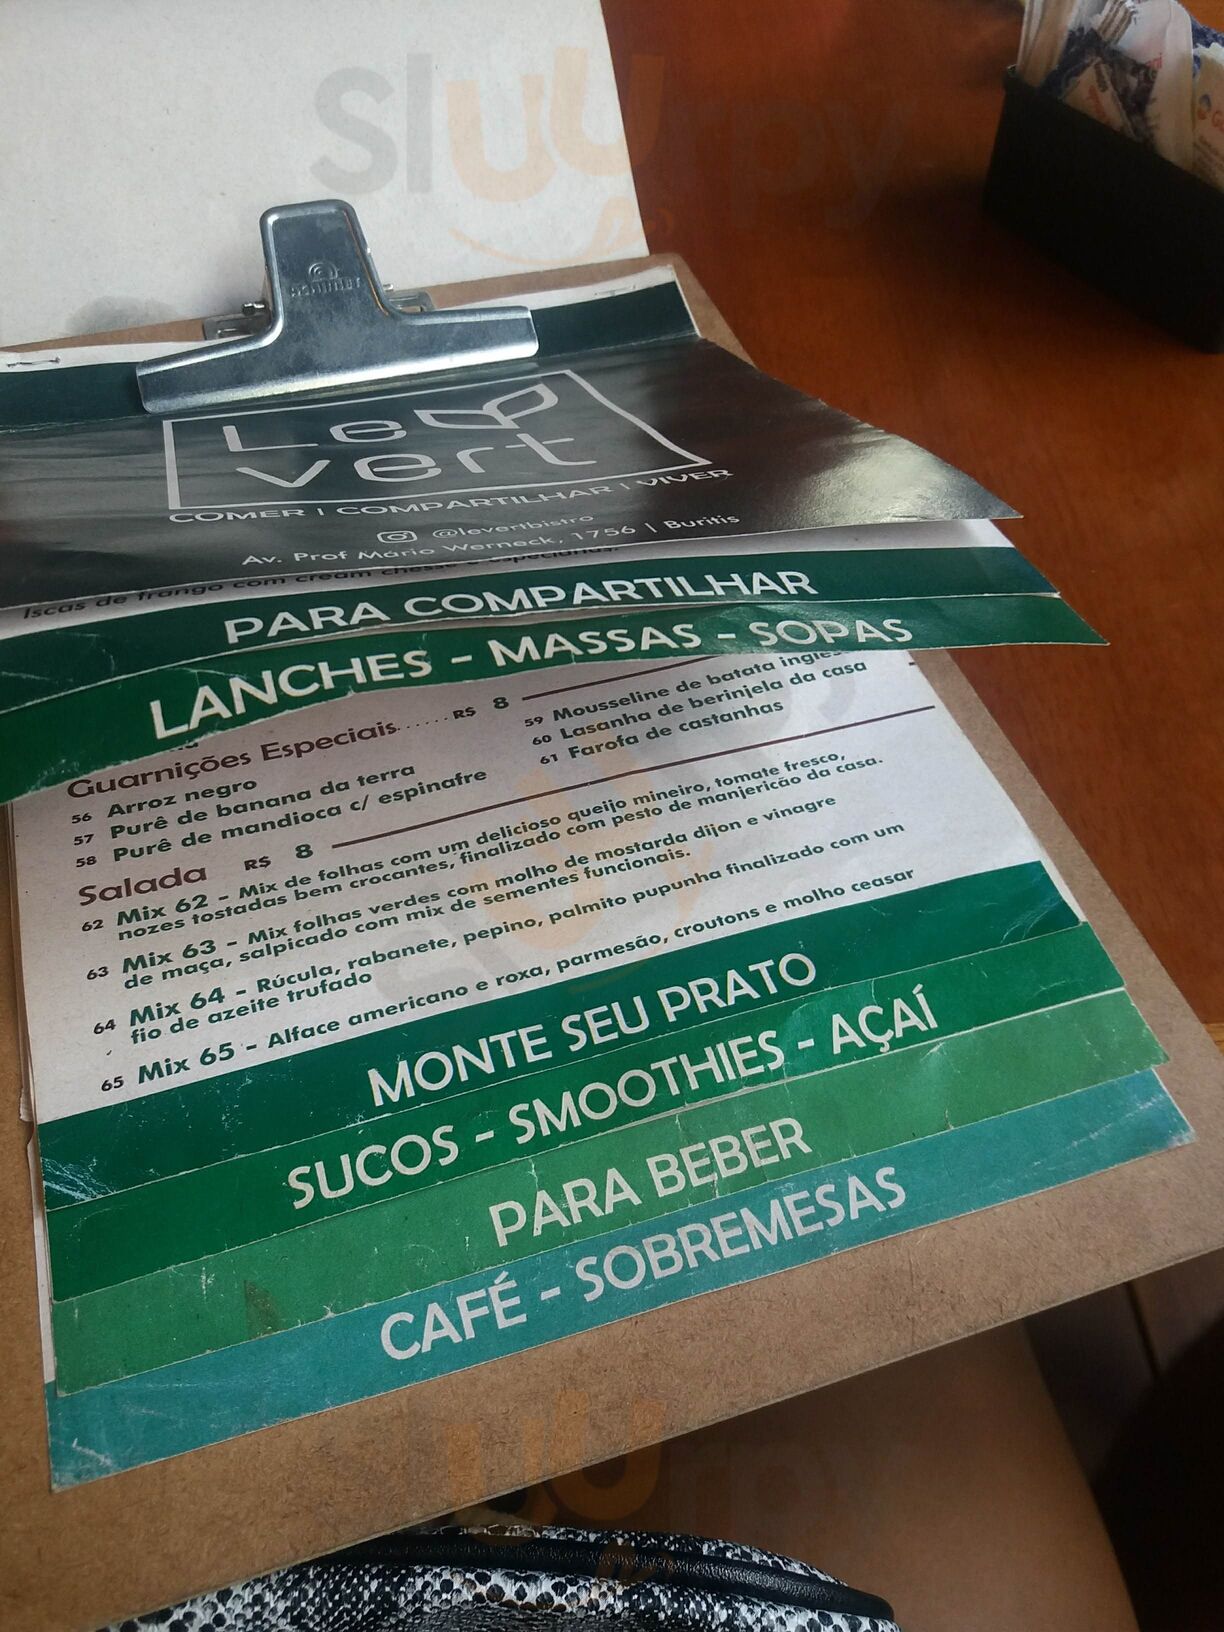 sluurpy
Le
vert
COMER | COMPARTILHAR | VIVER
@levertbistro
Av. Prof Mário Werneck, 1756 | Buritis
Iscas de frango com cream chesse e especiarias.
PARA COMPARTILHAR
LANCHES - MASSAS - SOPAS
Guarnições Especiais...... R$ 8
56 Arroz negro
57 Purê de banana da terra
58 Purê de mandioca c/ espinafre
59 Mousseline de batata
60 Lasanha de berinjela da casa
61 Farofa de castanhas
Salada R$ 8
62 Mix 62 - Mix de folhas com um delicioso queijo mineiro, tomate fresco,
nozes tostadas bem crocantes, finalizado com pesto de manjericão da casa.
63 Mix 63 - Mix folhas verdes com molho de mostarda dijon e vinagre
de maça, salpicado com mix de sementes funcionais.
64 Mix 64 - Rúcula, rabanete, pepino, palmito pupunha finalizado com um
fio de azeite trufado
65 Mix 65 - Alface americano e roxa, parmesão, croutons e molho ceasar
MONTE SEU PRATO
SUCOS - SMOOTHIES - AÇAÍ
PARA BEBER
CAFÉ - SOBREMESAS